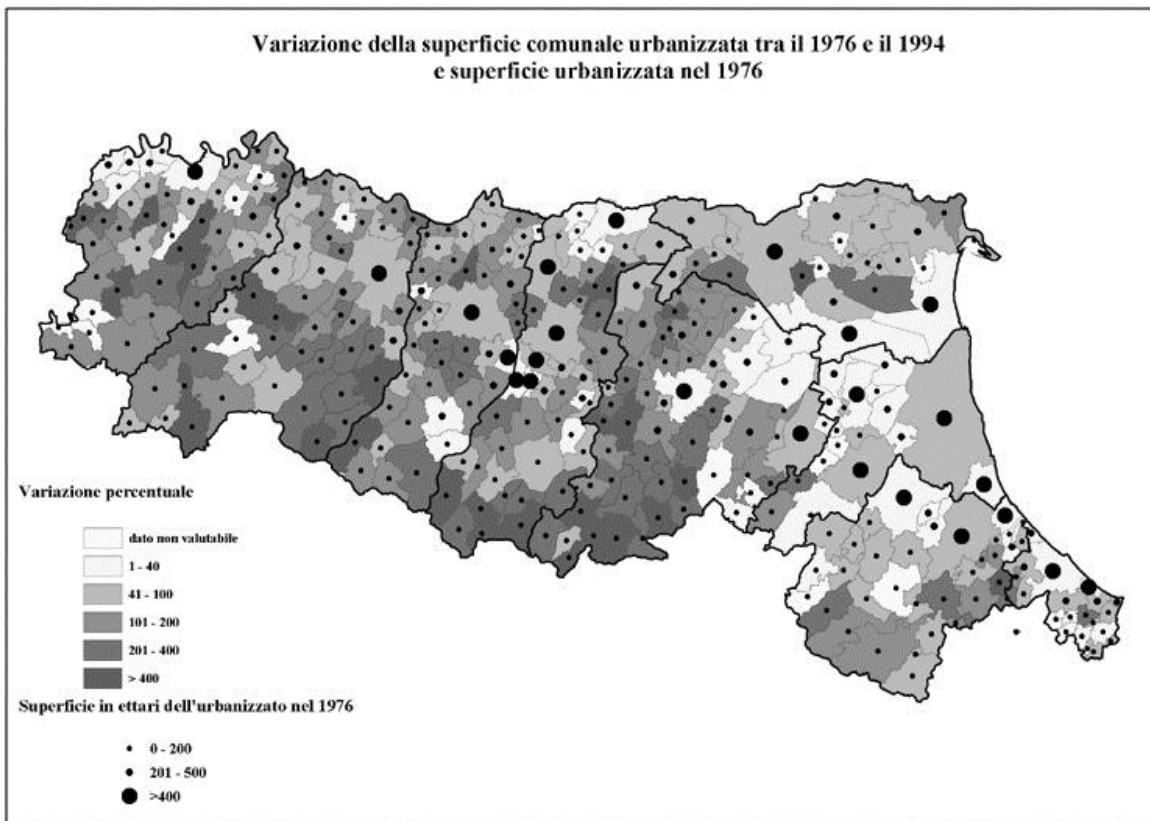 Variazione della superficie comunale urbanizzata tra il 1976 e il 1994
e superficie urbanizzata nel 1976
Variazione percentuale
dato non valutabile
1 - 40
41 - 100
101 - 200
201 - 400
> 400
Superficie in ettari dell'urbanizzato nel 1976
0 - 200
201 - 500
>400